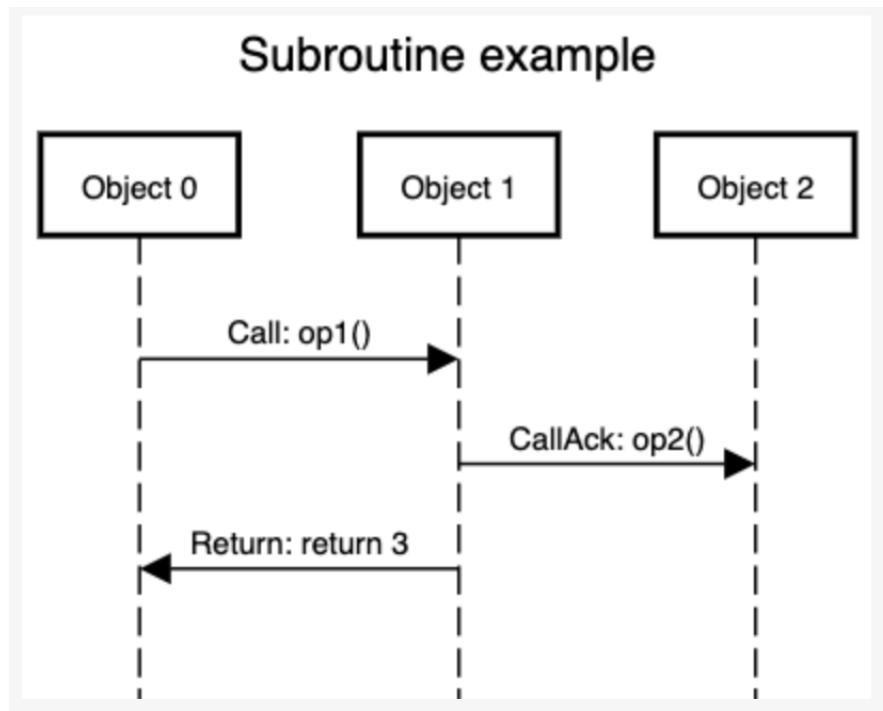 Subroutine example
Object 0
Object 1
Object 2
Call: op1()
CallAck: op2()
Return: return 3